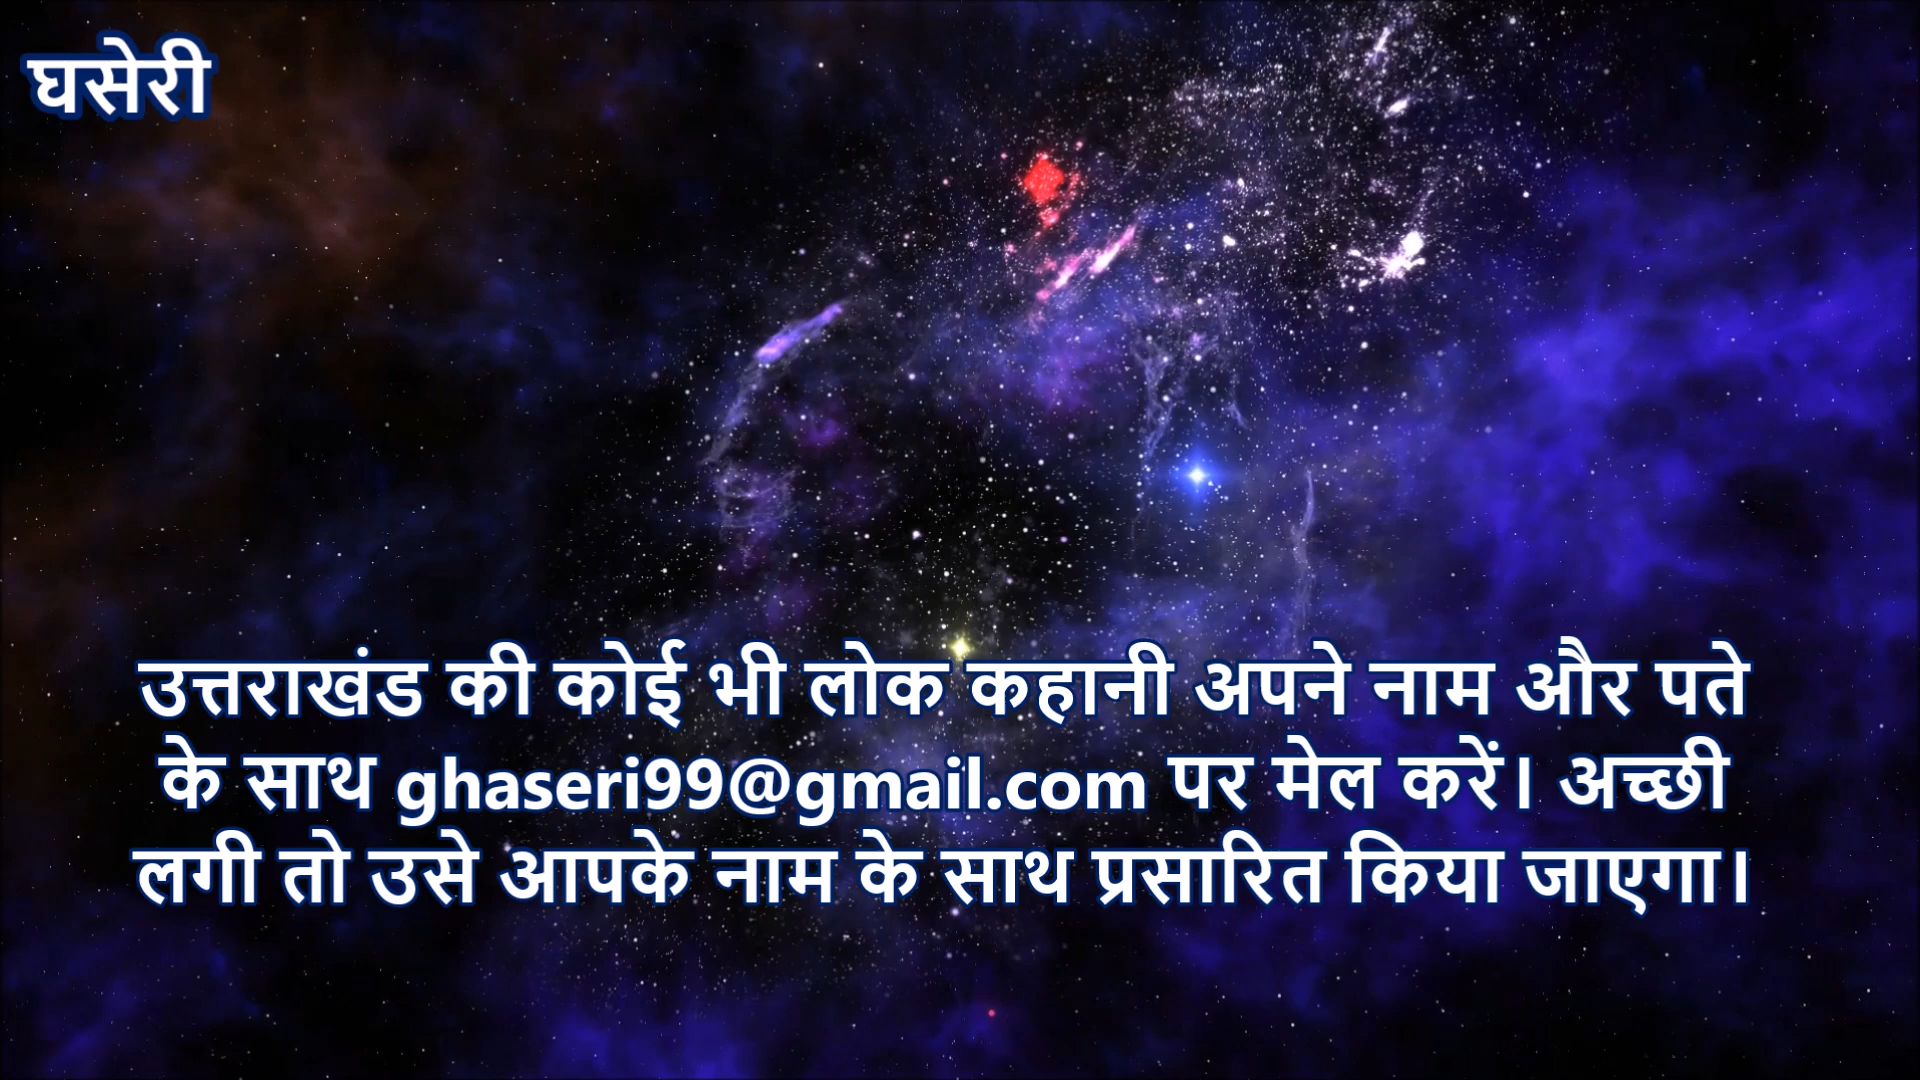 घसेरी
उत्तराखंड की कोई भी लोक कहानी अपने नाम और पते
के साथ ghaseri99@gmail.com पर मेल करें। अच्छी
लगी तो उसे आपके नाम के साथ प्रसारित किया जाएगा।